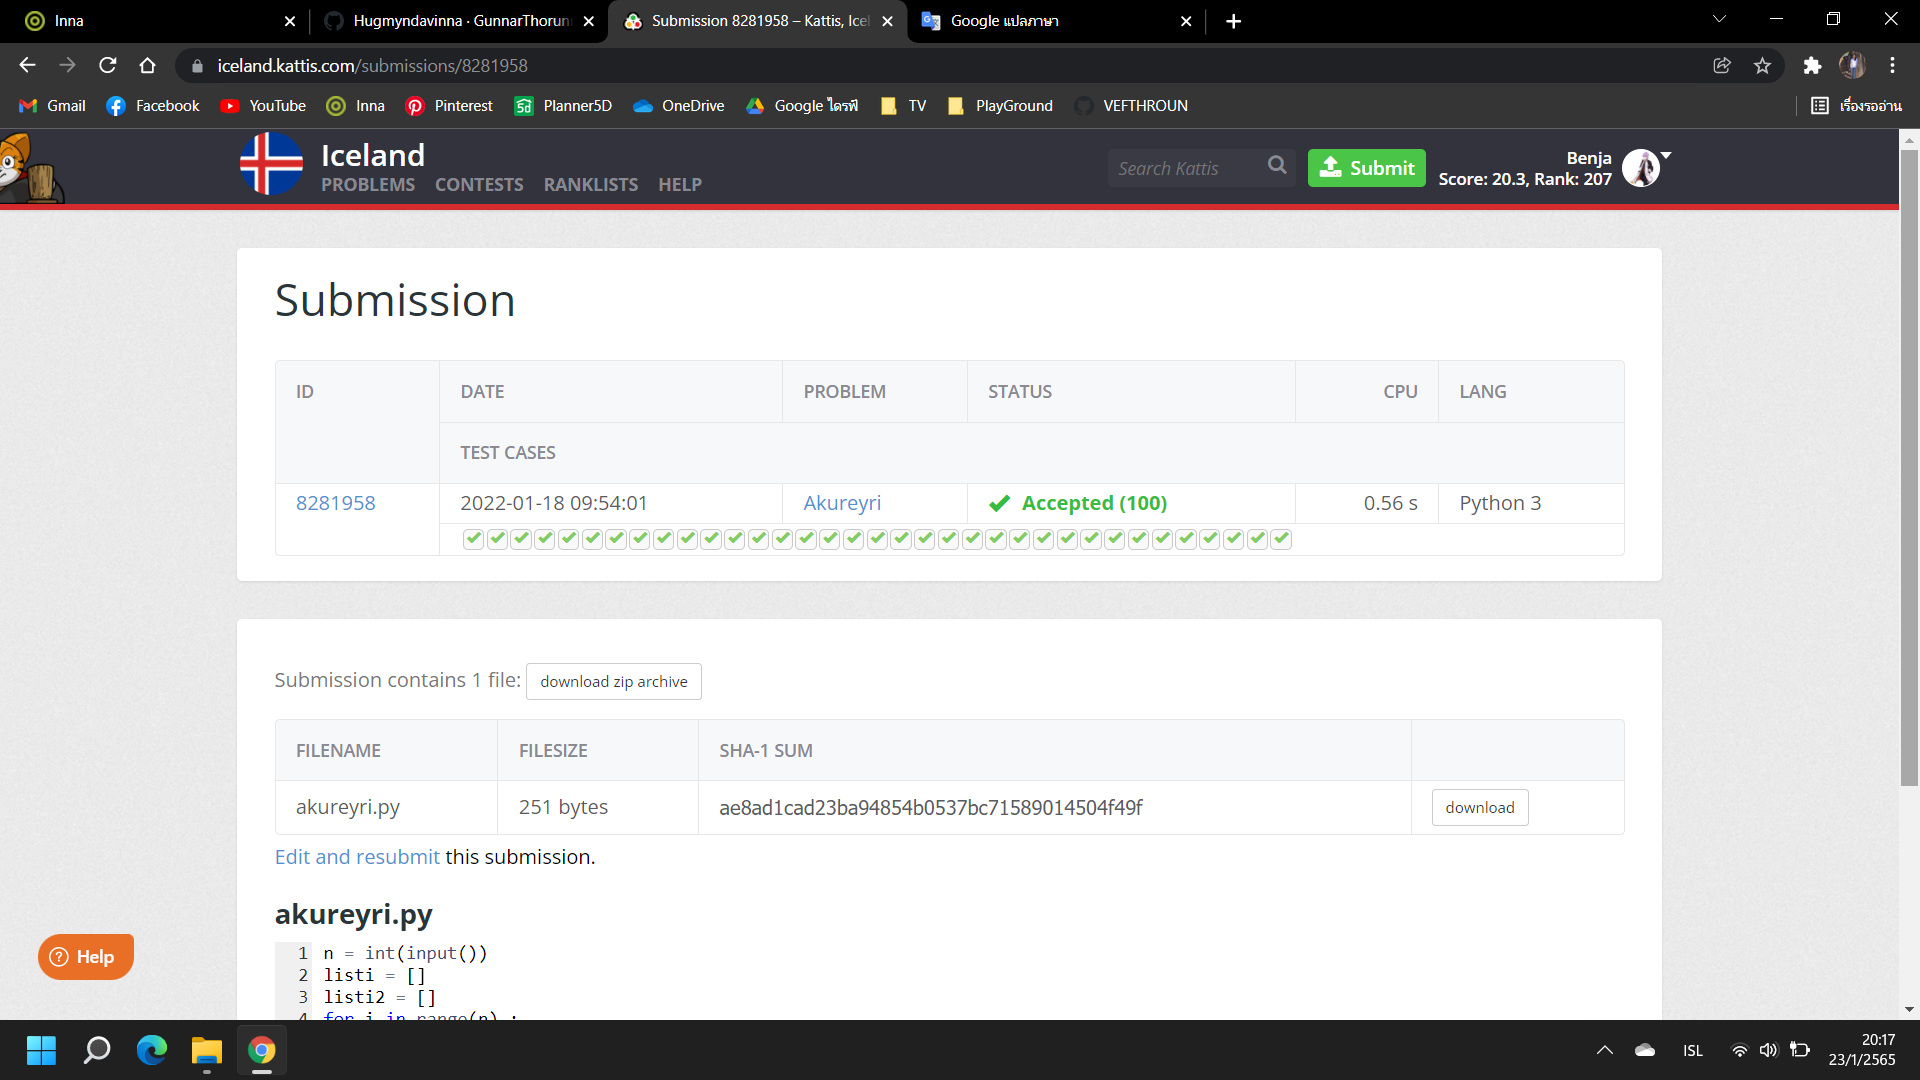 Inna
Hugmyndavinna · GunnarThorun
Submission 8281958 – Kattis, Icel
Google แปลภาษา
iceland.kattis.com/submissions/8281958
Gmail
Facebook
YouTube
Inna
Pinterest
Planner5D
OneDrive
Google ไดรฟ์
TV
PlayGround
VEFTHROUN
เรื่องรออ่าน
Iceland
PROBLEMS CONTESTS RANKLISTS HELP
Search Kattis
Submit
Benja
Score: 20.3, Rank: 207
Submission
ID DATE PROBLEM STATUS CPU LANG
TEST CASES
8281958 2022-01-18 09:54:01 Akureyri Accepted (100) 0.56 s Python 3
Submission contains 1 file: download zip archive
FILENAME FILESIZE SHA-1 SUM
akureyri.py 251 bytes ae8ad1cad23ba94854b0537bc71589014504f49f download
Edit and resubmit this submission.
akureyri.py
1 n = int(input())
2 listi = []
3 listi2 = []
4 for i in range(n) :
Help
ISL
20:17
23/1/2565